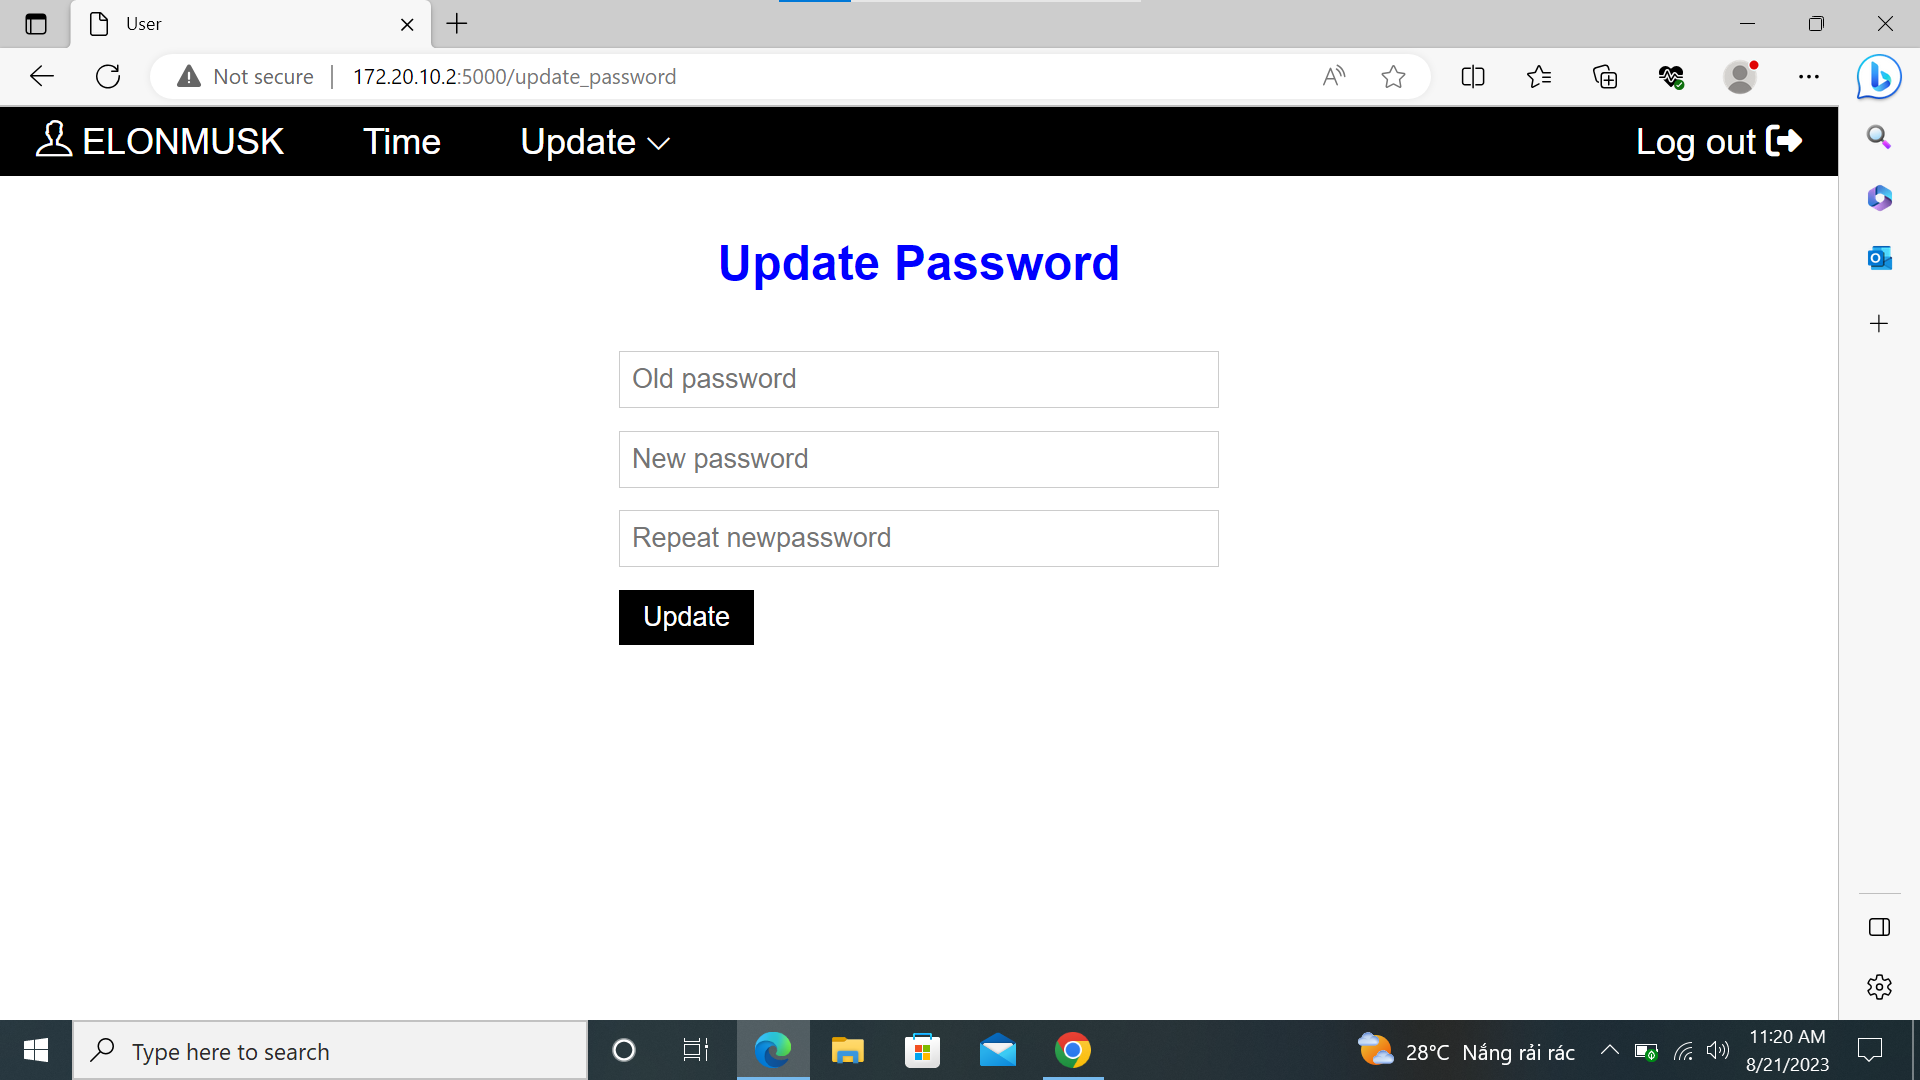 User
Not secure
172.20.10.2:5000/update_password
ELONMUSK
Time
Update
Log out
Update Password
Old password
New password
Repeat newpassword
Update
Type here to search
28°C Nắng rải rác
11:20 AM
8/21/2023